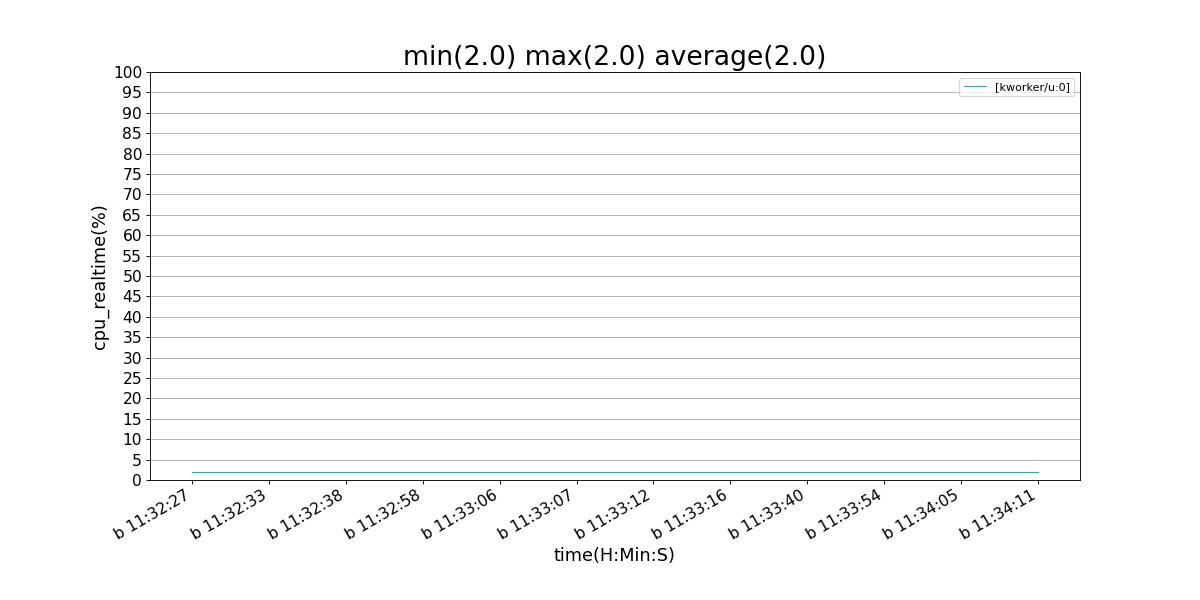 min(2.0) max(2.0) average(2.0)
[kworker/u:0]
cpu_realtime(%)
100
95
90
85
80
75
70
65
60
55
50
45
40
35
30
25
20
15
10
5
0
b 11:32:27
b 11:32:33
b 11:32:38
b 11:32:58
b 11:33:06
b 11:33:07
b 11:33:12
b 11:33:16
b 11:33:40
b 11:33:54
b 11:34:05
b 11:34:11
time(H:Min:S)